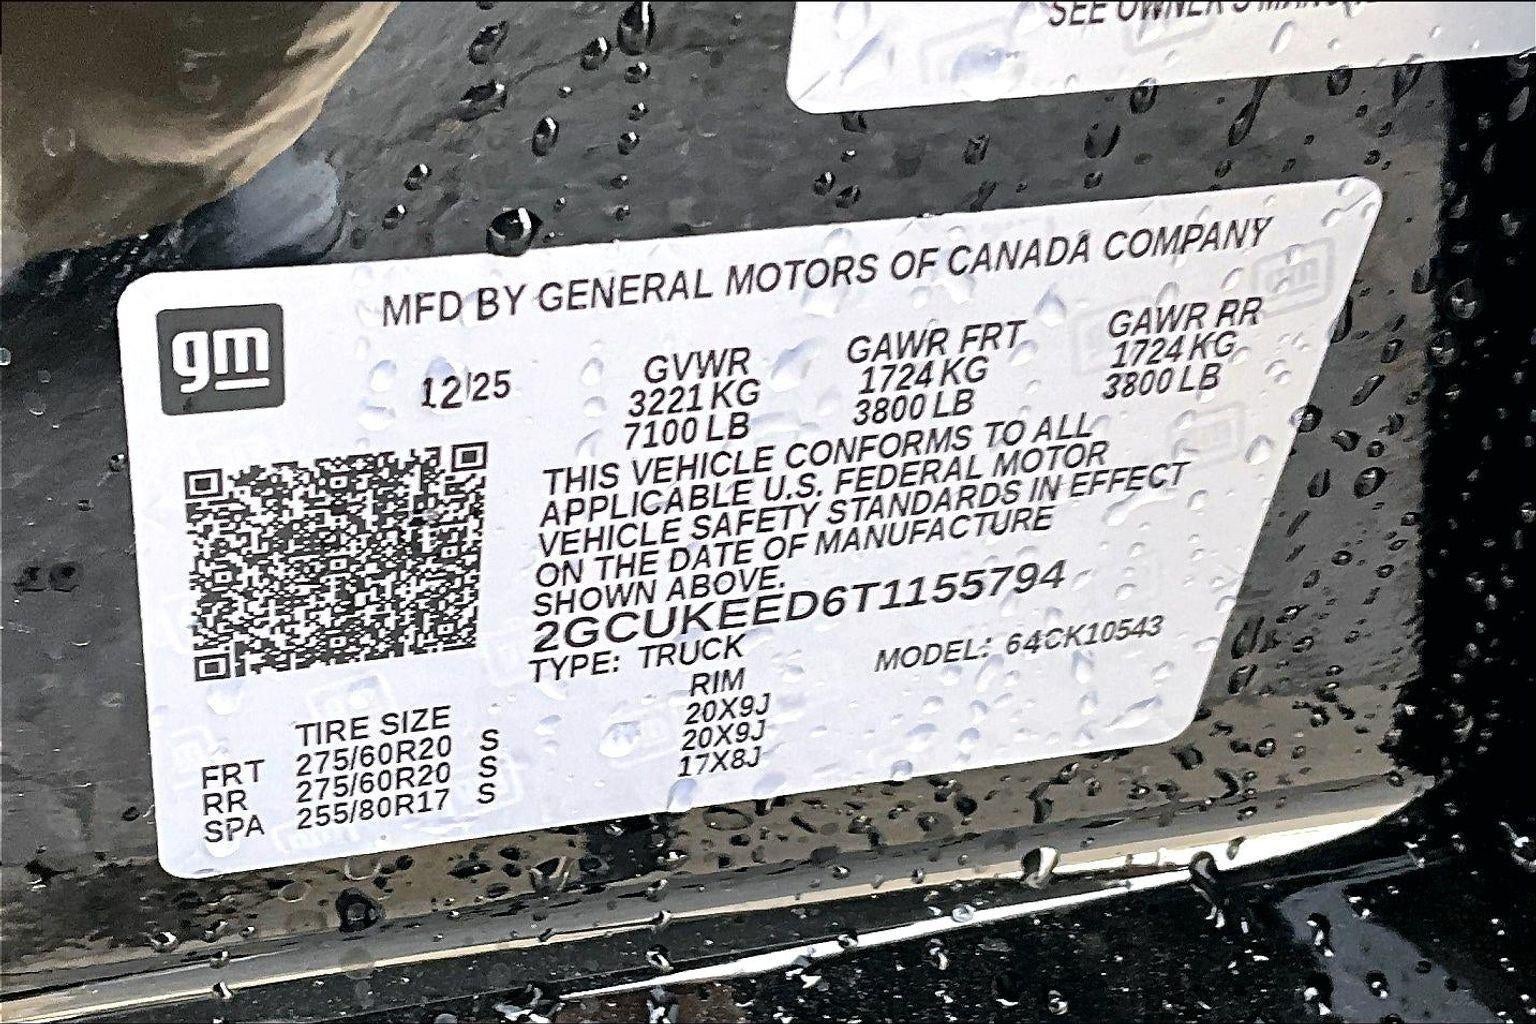 SEE OWNER'S MANUAL
MFD BY GENERAL MOTORS OF CANADA COMPANY
gm
12/25
GVWR
3221 KG
7100 LB
GAWR FRT
1724 KG
3800 LB
GAWR RR
1724 KG
3800 LB
THIS VEHICLE CONFORMS TO ALL
APPLICABLE U.S. FEDERAL MOTOR
VEHICLE SAFETY STANDARDS IN EFFECT
ON THE DATE OF MANUFACTURE
SHOWN ABOVE.
2GCUKEED6T1155794
TYPE: TRUCK MODEL: 64CK10543
TIRE SIZE RIM
FRT 275/60R20 S 20X9J
RR 275/60R20 S 20X9J
SPA 255/80R17 S 17X8J